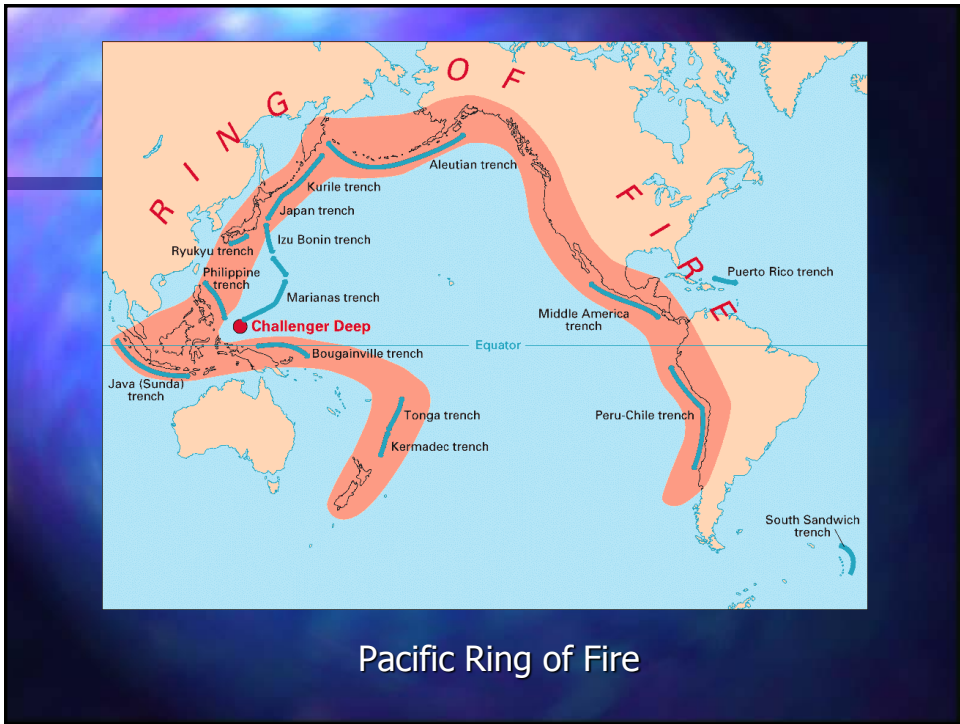 RING OF FIRE
Aleutian trench
Kurile trench
Japan trench
Izu Bonin trench
Ryukyu trench
Philippine
trench
Marianas trench
Challenger Deep
Puerto Rico trench
Middle America
trench
Equator
Bougainville trench
Java (Sunda)
trench
Tonga trench
Peru-Chile trench
Kermadec trench
South Sandwich
trench
Pacific Ring of Fire